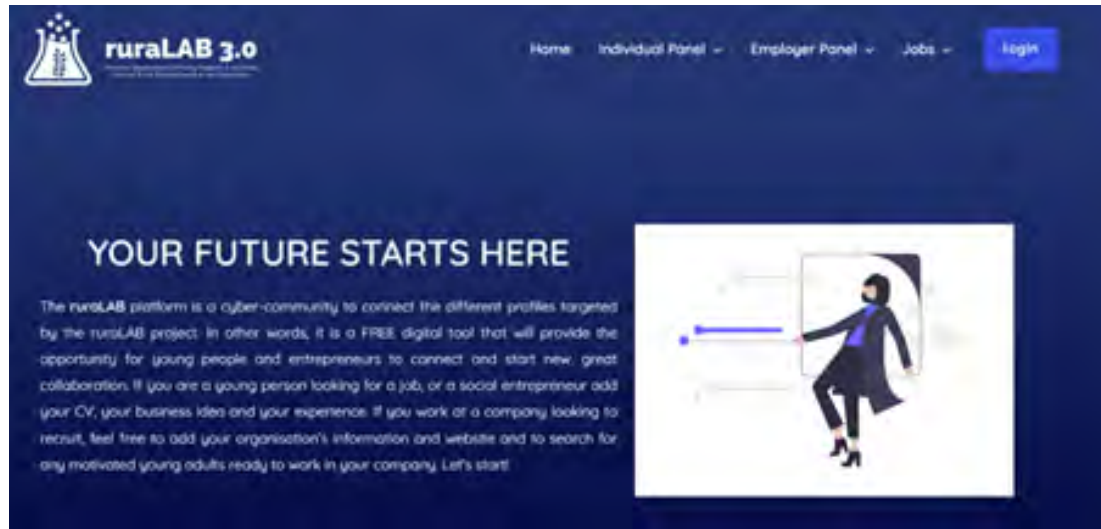 ruraLAB 3.0
Home Individual Panel Employer Panel Jobs Login
YOUR FUTURE STARTS HERE
The ruraLAB platform is a cyber-community to connect the different profiles targeted
by the ruraLAB project. In other words, it is a FREE digital tool that will provide the
opportunity for young people and entrepreneurs to connect and start new, great
collaboration. If you are a young person looking for a job, or a social entrepreneur add
your CV, your business idea and your experience. If you work at a company looking to
recruit, feel free to add your organisation's information and website and to search for
any motivated young adults ready to work in your company. Let's start!